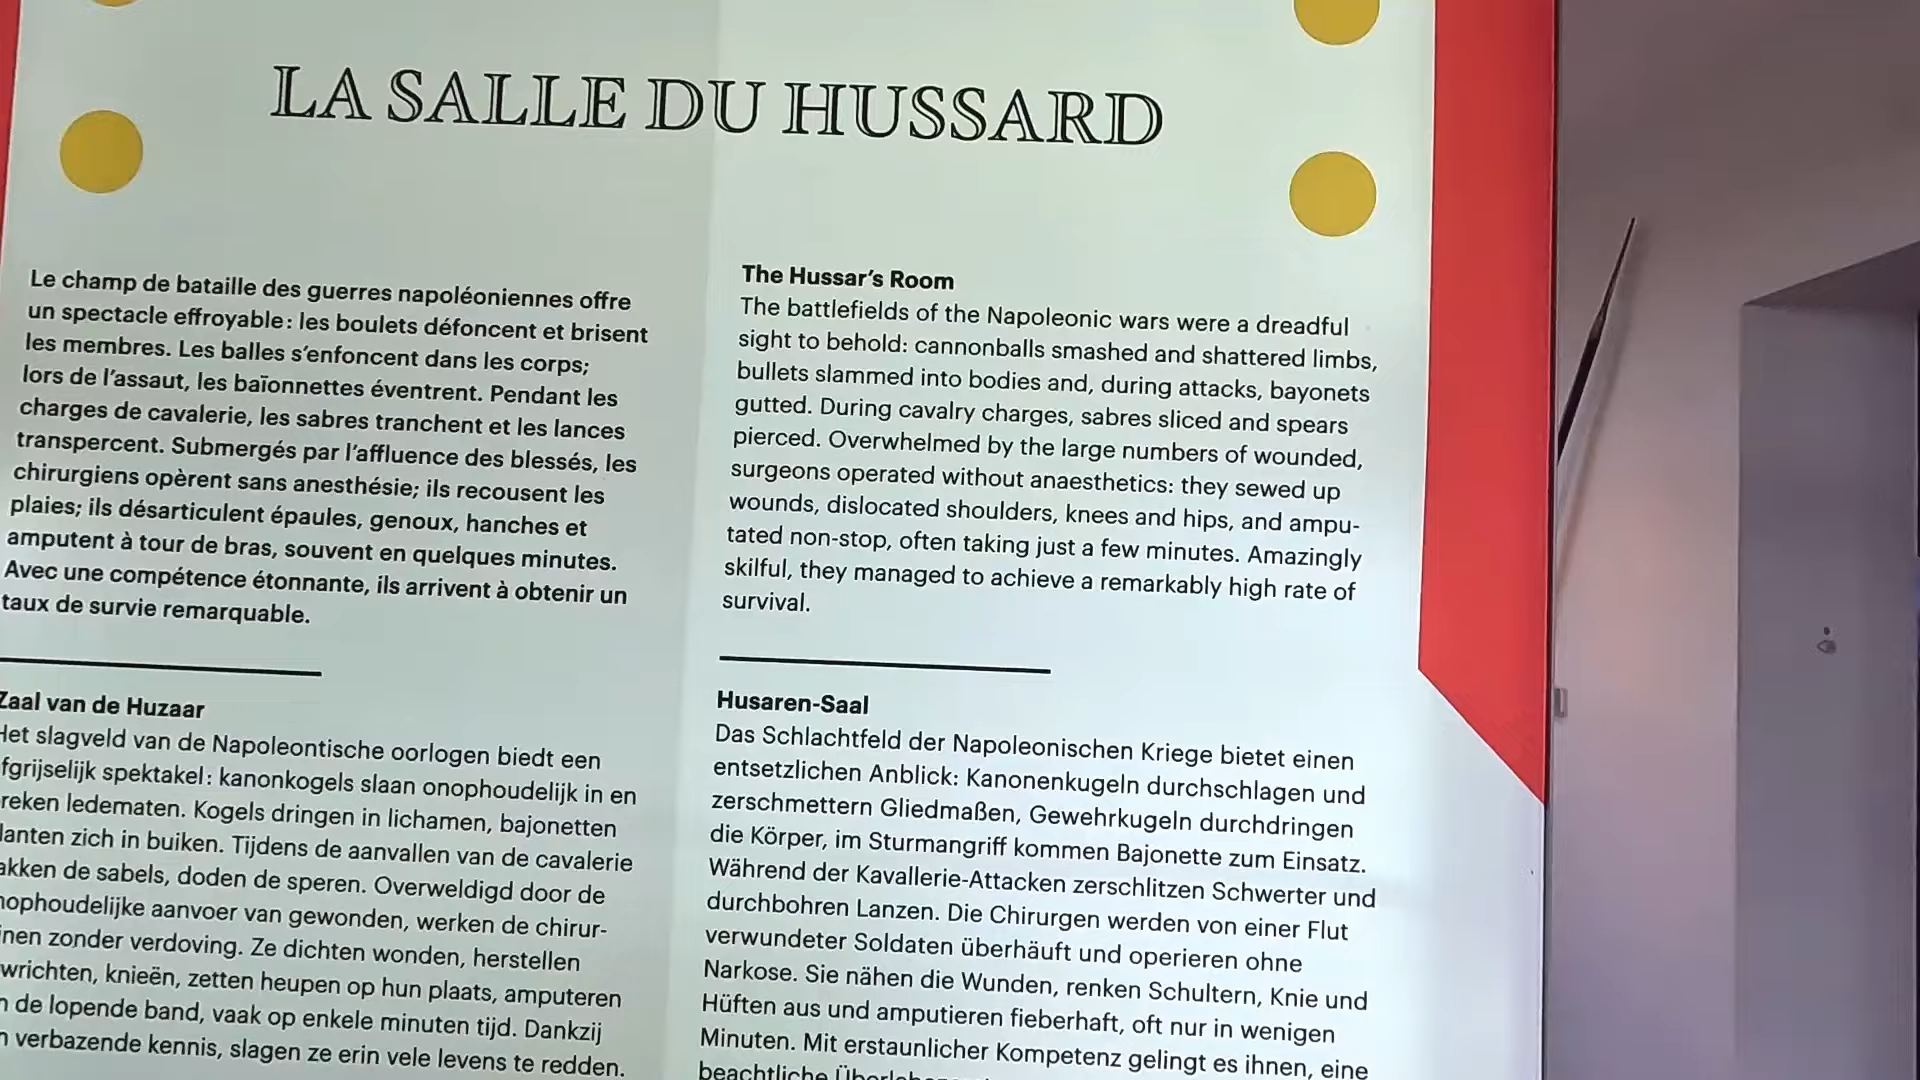 LA SALLE DU HUSSARD
Le champ de bataille des guerres napoléoniennes offre
un spectacle effroyable : les boulets défoncent et brisent
les membres. Les balles s’enfoncent dans les corps;
lors de l’assaut, les baïonnettes éventrent. Pendant les
charges de cavalerie, les sabres tranchent et les lances
transpercent. Submergés par l’affluence des blessés, les
chirurgiens opèrent sans anesthésie; ils recousent les
plaies; ils désarticulent épaules, genoux, hanches et
amputent à tour de bras, souvent en quelques minutes.
Avec une compétence étonnante, ils arrivent à obtenir un
taux de survie remarquable.
The Hussar’s Room
The battlefields of the Napoleonic wars were a dreadful
sight to behold: cannonballs smashed and shattered limbs,
bullets slammed into bodies and, during attacks, bayonets
gutted. During cavalry charges, sabres sliced and spears
pierced. Overwhelmed by the large numbers of wounded,
surgeons operated without anaesthetics: they sewed up
wounds, dislocated shoulders, knees and hips, and ampu-
tated non-stop, often taking just a few minutes. Amazingly
skilful, they managed to achieve a remarkably high rate of
survival.
Zaal van de Huzaar
Het slagveld van de Napoleontische oorlogen biedt een
fgrijselijk spektakel: kanonkogels slaan onophoudelijk in en
reken ledematen. Kogels dringen in lichamen, bajonetten
lanten zich in buiken. Tijdens de aanvallen van de cavalerie
akken de sabels, doden de speren. Overweldigd door de
nophoudelijke aanvoer van gewonden, werken de chirur-
inen zonder verdoving. Ze dichten wonden, herstellen
wrichten, knieën, zetten heupen op hun plaats, amputeren
n de lopende band, vaak op enkele minuten tijd. Dankzij
n verbazende kennis, slagen ze erin vele levens te redden.
Husaren-Saal
Das Schlachtfeld der Napoleonischen Kriege bietet einen
entsetzlichen Anblick: Kanonenkugeln durchschlagen und
zerschmettern Gliedmaßen, Gewehrkugeln durchdringen
die Körper, im Sturmangriff kommen Bajonette zum Einsatz.
Während der Kavallerie-Attacken zerschlitzen Schwerter und
durchbohren Lanzen. Die Chirurgen werden von einer Flut
verwundeter Soldaten überhäuft und operieren ohne
Narkose. Sie nähen die Wunden, renken Schultern, Knie und
Hüften aus und amputieren fieberhaft, oft nur in wenigen
Minuten. Mit erstaunlicher Kompetenz gelingt es ihnen, eine
beachtliche